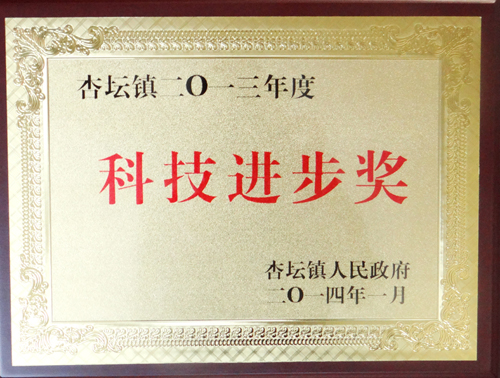 杏坛镇二O一三年度
科技进步奖
杏坛镇人民政府
二O一四年一月